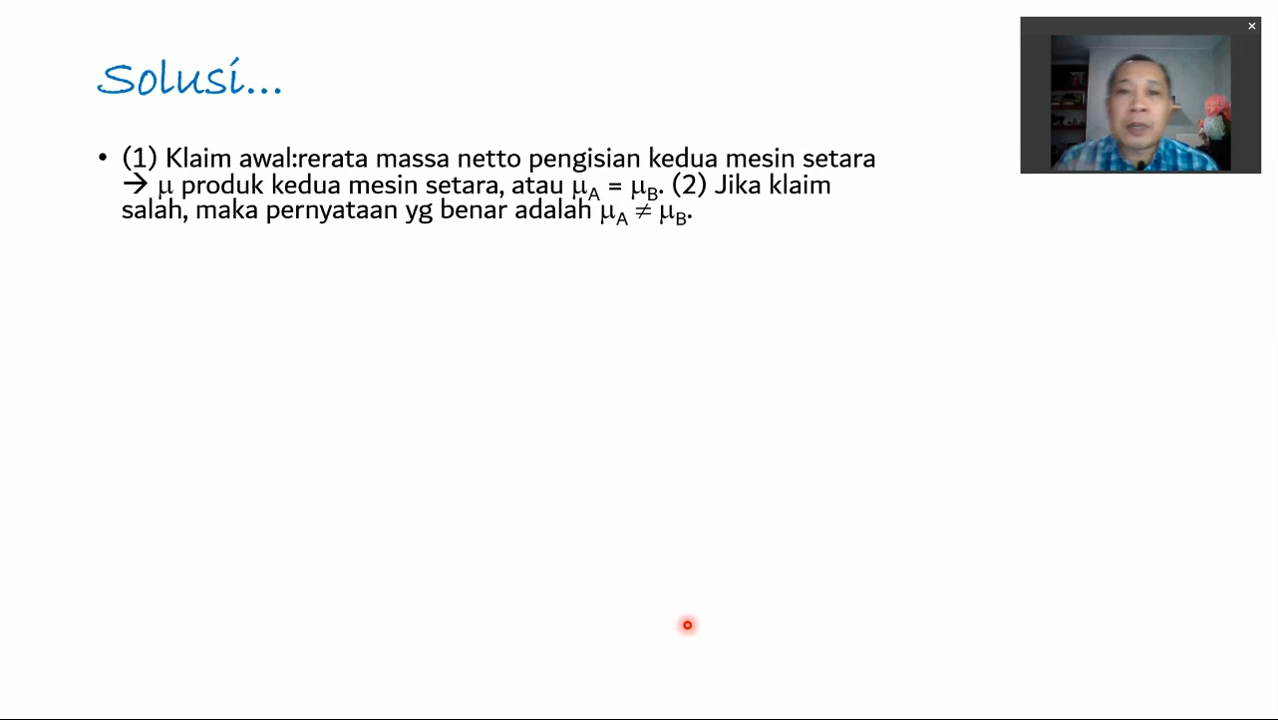 Solusi...
• (1) Klaim awal:rerata massa netto pengisian kedua mesin setara
→ μ produk kedua mesin setara, atau μA = μB. (2) Jika klaim
salah, maka pernyataan yg benar adalah μA ≠ μB.